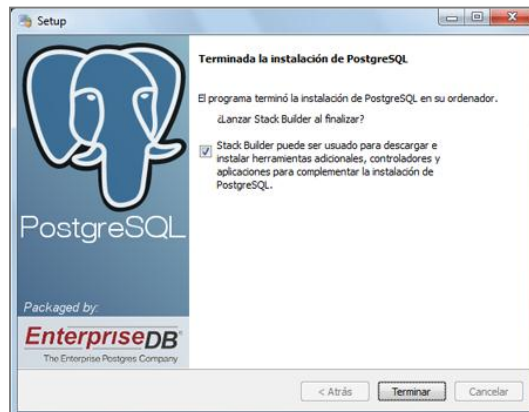 Setup
Terminada la instalación de PostgreSQL
El programa terminó la instalación de PostgreSQL en su ordenador.
¿Lanzar Stack Builder al finalizar?
Stack Builder puede ser usado para descargar e
instalar herramientas adicionales, controladores y
aplicaciones para complementar la instalación de
PostgreSQL.
PostgreSQL
Packaged by:
EnterpriseDB
The Enterprise Postgres Company
< Atrás
Terminar
Cancelar